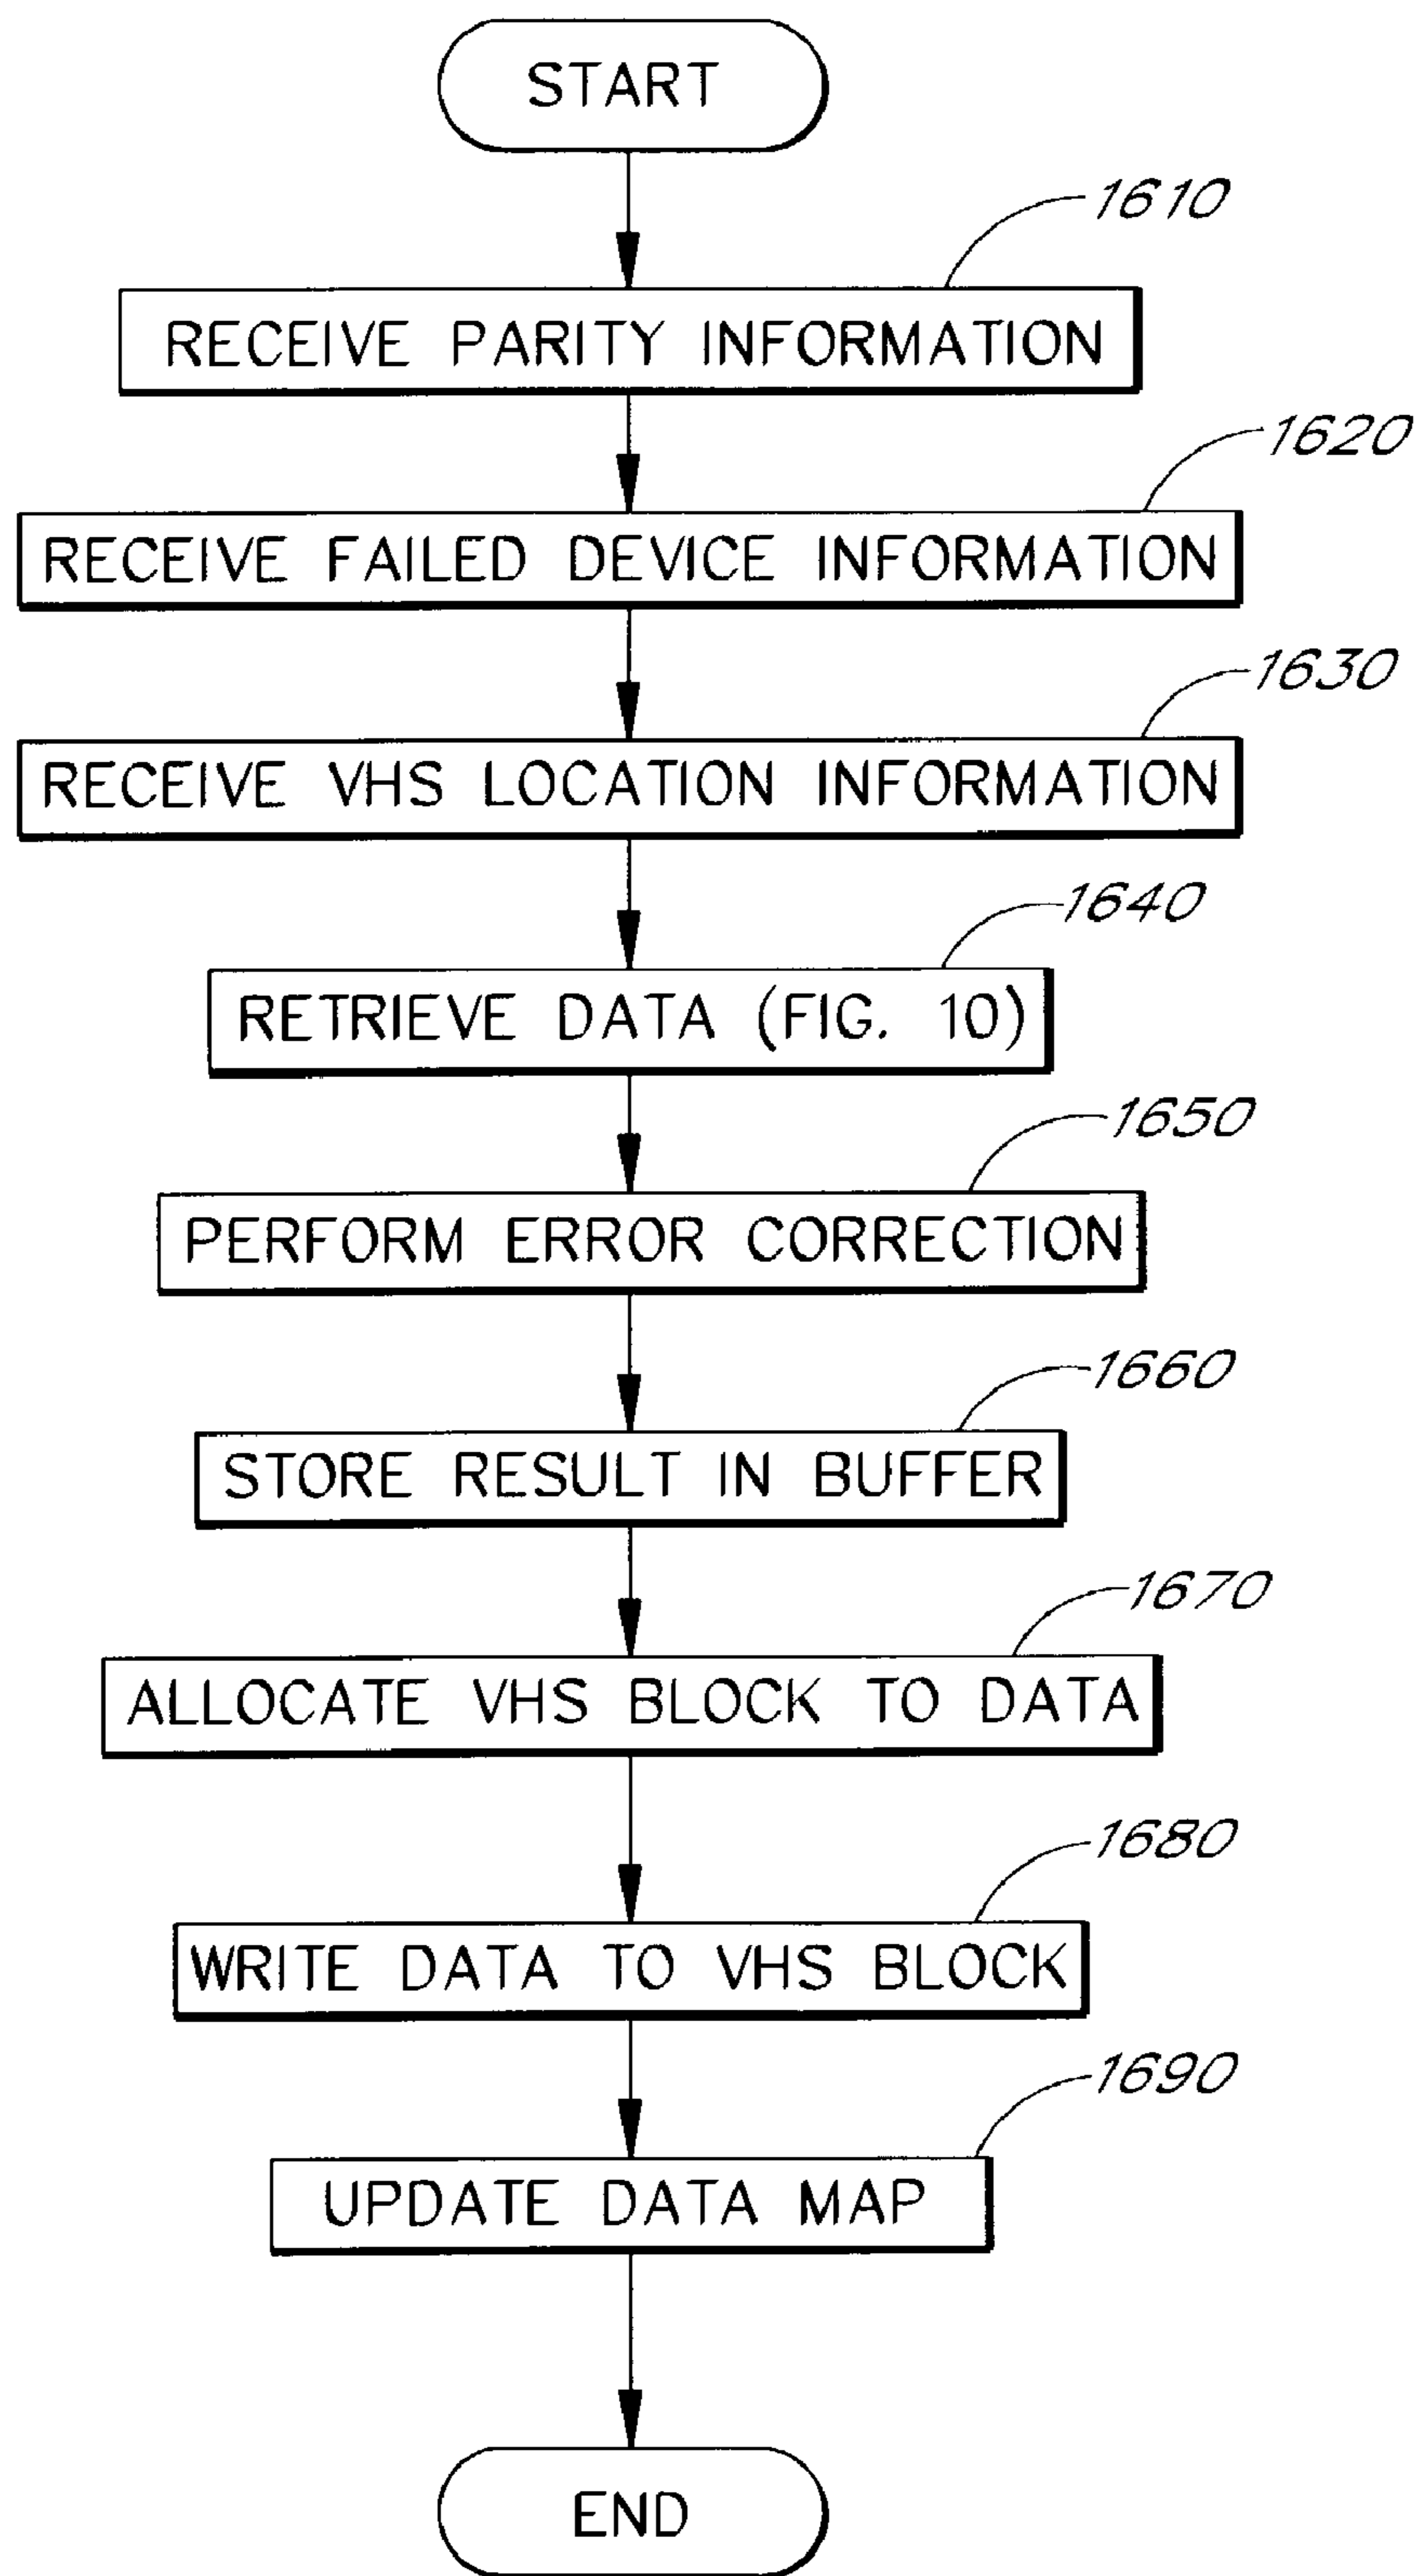 START
1610
RECEIVE PARITY INFORMATION
1620
RECEIVE FAILED DEVICE INFORMATION
1630
RECEIVE VHS LOCATION INFORMATION
1640
RETRIEVE DATA (FIG. 10)
1650
PERFORM ERROR CORRECTION
1660
STORE RESULT IN BUFFER
1670
ALLOCATE VHS BLOCK TO DATA
1680
WRITE DATA TO VHS BLOCK
1690
UPDATE DATA MAP
END